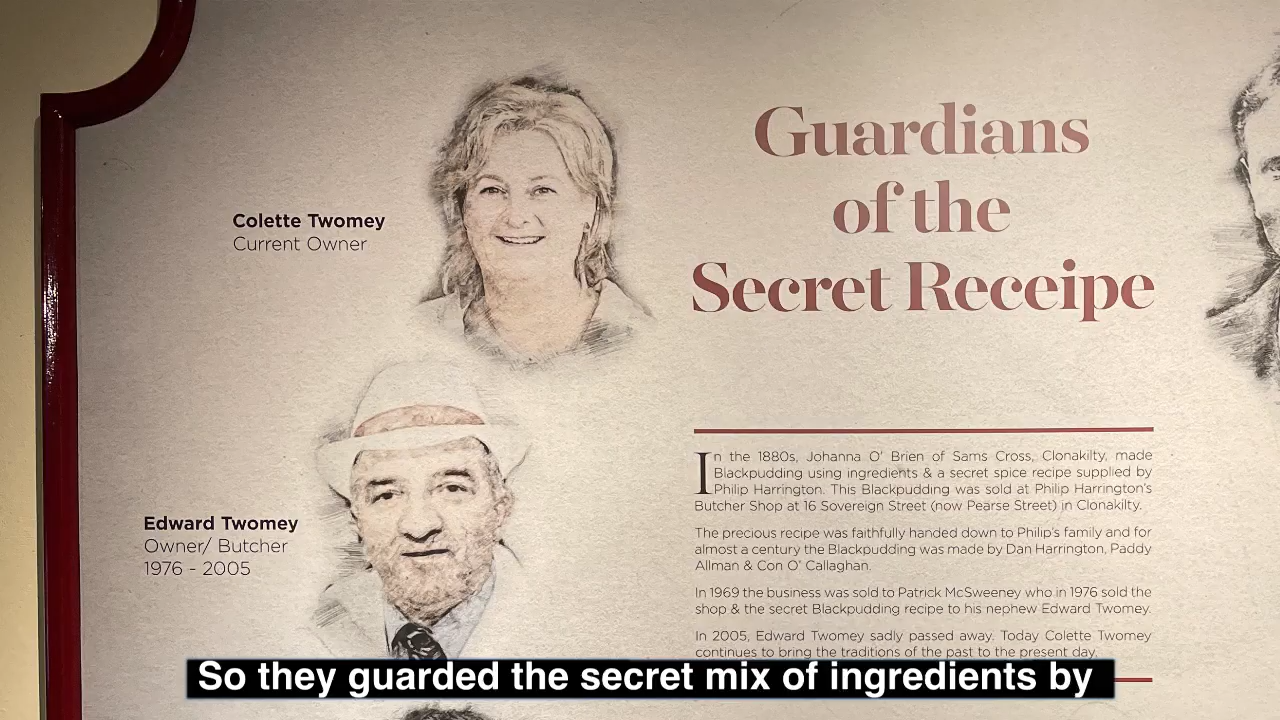 Colette Twomey
Current Owner
Edward Twomey
Owner/ Butcher
1976 - 2005
Guardians
of the
Secret Receipe
In the 1880s, Johanna O' Brien of Sams Cross, Clonakilty, made
Blackpudding using ingredients & a secret spice recipe supplied by
Philip Harrington. This Blackpudding was sold at Philip Harrington's
Butcher Shop at 16 Sovereign Street (now Pearse Street) in Clonakilty.
The precious recipe was faithfully handed down to Philip's family and for
almost a century the Blackpudding was made by Dan Harrington, Paddy
Allman & Con O' Callaghan.
In 1969 the business was sold to Patrick McSweeney who in 1976 sold the
shop & the secret Blackpudding recipe to his nephew Edward Twomey.
In 2005, Edward Twomey sadly passed away. Today Colette Twomey
continues to bring the traditions of the past to the present day.
So they guarded the secret mix of ingredients by